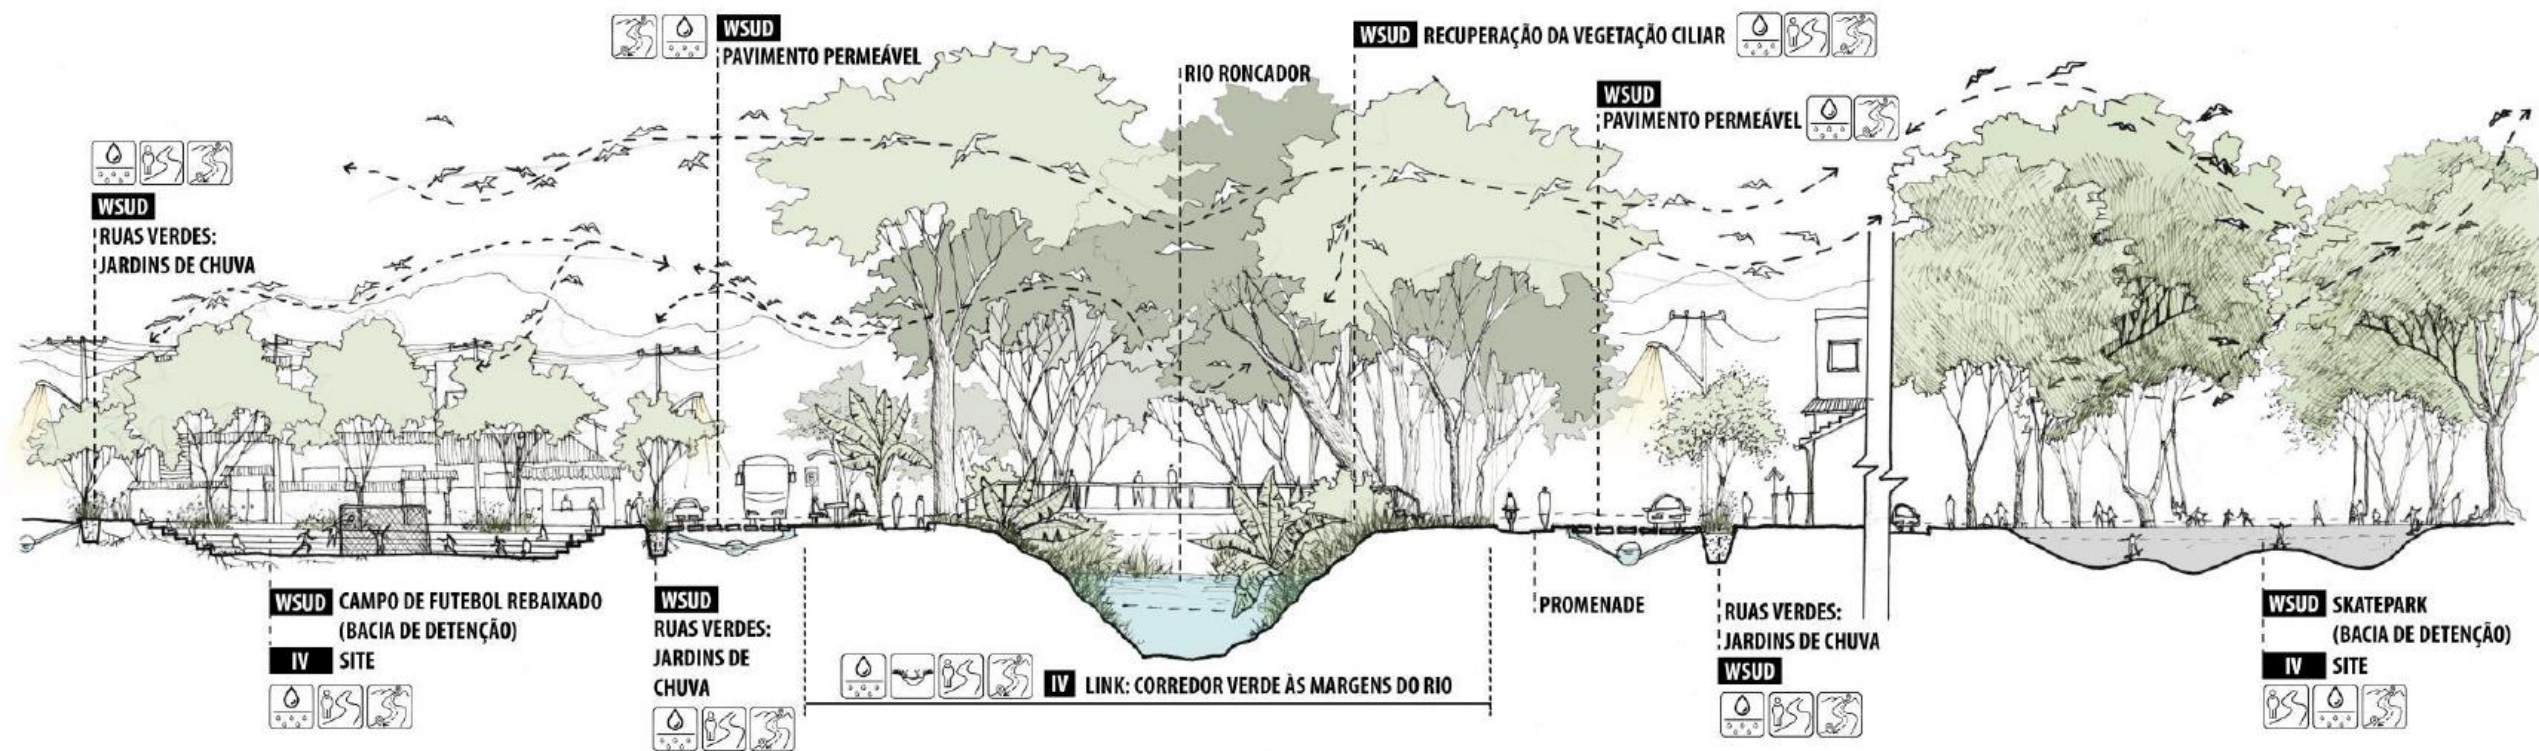 WSUD
RUAS VERDES:
JARDINS DE CHUVA
WSUD
PAVIMENTO PERMEÁVEL
RIO RONCADOR
WSUD RECUPERAÇÃO DA VEGETAÇÃO CILIAR
WSUD
PAVIMENTO PERMEÁVEL
WSUD CAMPO DE FUTEBOL REBAIXADO
(BACIA DE DETENÇÃO)
IV SITE
WSUD
RUAS VERDES:
JARDINS DE
CHUVA
IV LINK: CORREDOR VERDE ÀS MARGENS DO RIO
PROMENADE
RUAS VERDES:
JARDINS DE CHUVA
WSUD
WSUD SKATEPARK
(BACIA DE DETENÇÃO)
IV SITE